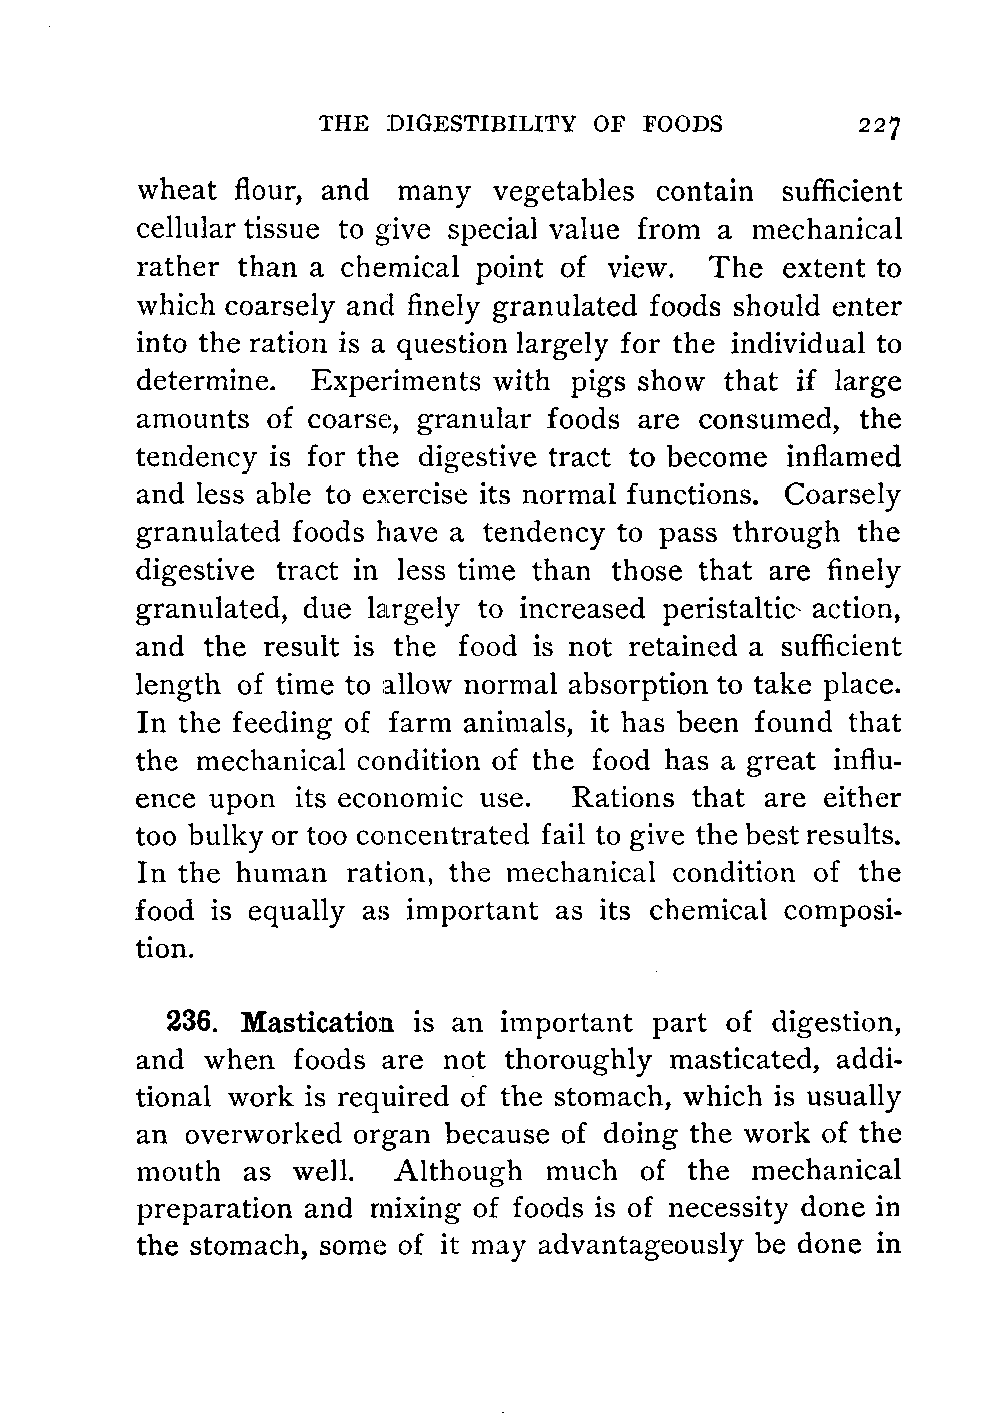 THE DIGESTIBILITY OF FOODS 227
wheat flour, and many vegetables contain sufficient
cellular tissue to give special value from a mechanical
rather than a chemical point of view. The extent to
which coarsely and finely granulated foods should enter
into the ration is a question largely for the individual to
determine. Experiments with pigs show that if large
amounts of coarse, granular foods are consumed, the
tendency is for the digestive tract to become inflamed
and less able to exercise its normal functions. Coarsely
granulated foods have a tendency to pass through the
digestive tract in less time than those that are finely
granulated, due largely to increased peristaltic action,
and the result is the food is not retained a sufficient
length of time to allow normal absorption to take place.
In the feeding of farm animals, it has been found that
the mechanical condition of the food has a great influ-
ence upon its economic use. Rations that are either
too bulky or too concentrated fail to give the best results.
In the human ration, the mechanical condition of the
food is equally as important as its chemical composi-
tion.
236. Mastication is an important part of digestion,
and when foods are not thoroughly masticated, addi-
tional work is required of the stomach, which is usually
an overworked organ because of doing the work of the
mouth as well. Although much of the mechanical
preparation and mixing of foods is of necessity done in
the stomach, some of it may advantageously be done in